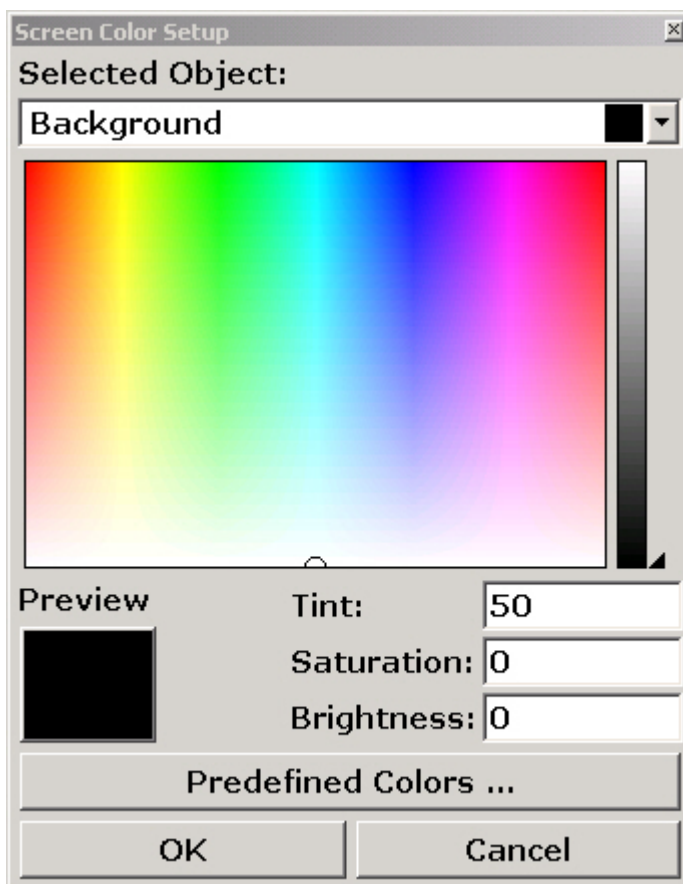 Screen Color Setup
Selected Object:
Background
Preview
Tint: 50
Saturation: 0
Brightness: 0
Predefined Colors ...
OK Cancel